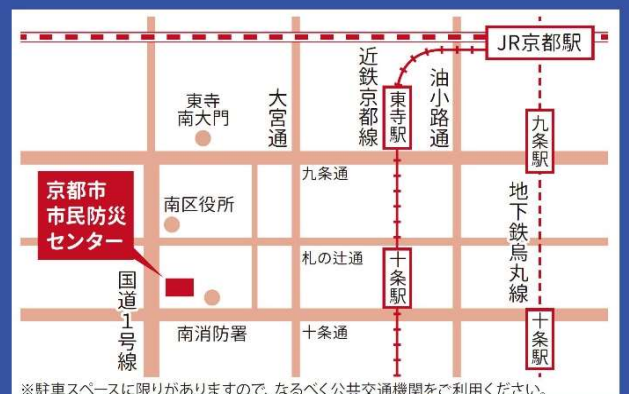 JR京都駅
近鉄京都線
油小路通
東寺駅
大宮通
東寺
南大門
九条駅
九条通
京都市
市民防災
センター
南区役所
地下鉄烏丸線
札の辻通
十条駅
国道1号線
南消防署
十条通
十条駅
※駐車スペースに限りがありますので、なるべく公共交通機関をご利用ください。